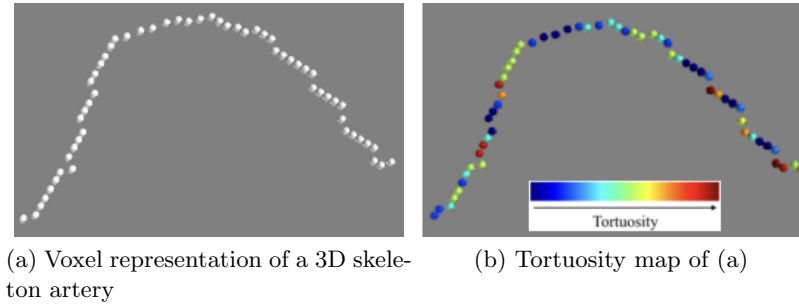 Tortuosity
(a) Voxel representation of a 3D skele-
ton artery
(b) Tortuosity map of (a)